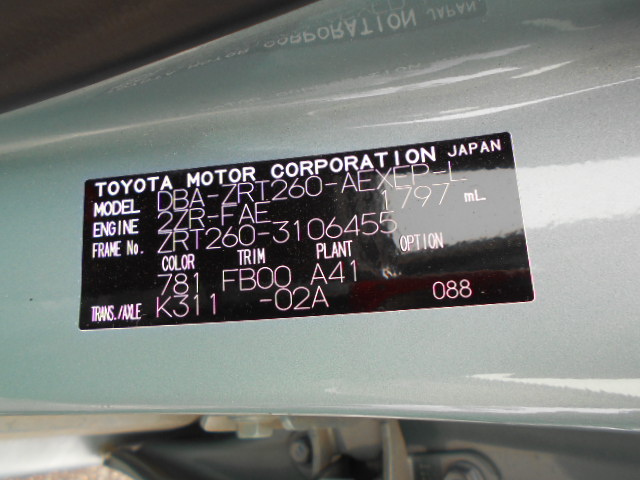 TOYOTA MOTOR CORPORATION JAPAN
MODEL DBA-ZRT260-AEXEP-L
ENGINE 2ZR-FAE 1797 mL
FRAME No. ZRT260-3106455
COLOR TRIM PLANT OPTION
781 FB00 A41
TRANS./AXLE K311 -02A 088